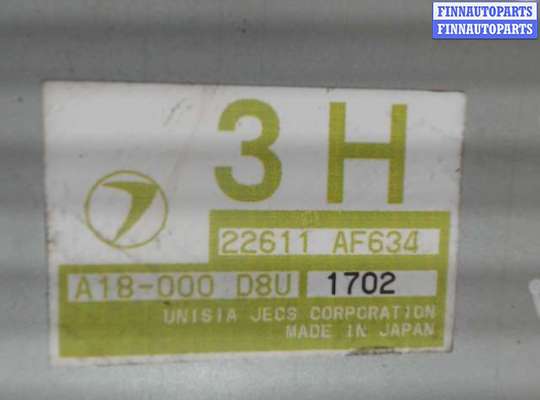 FINNAUTOPARTS
FINNAUTOPARTS
3H
22611 AF634
A18-000 D8U 1702
UNISIA JECS CORPORATION
MADE IN JAPAN